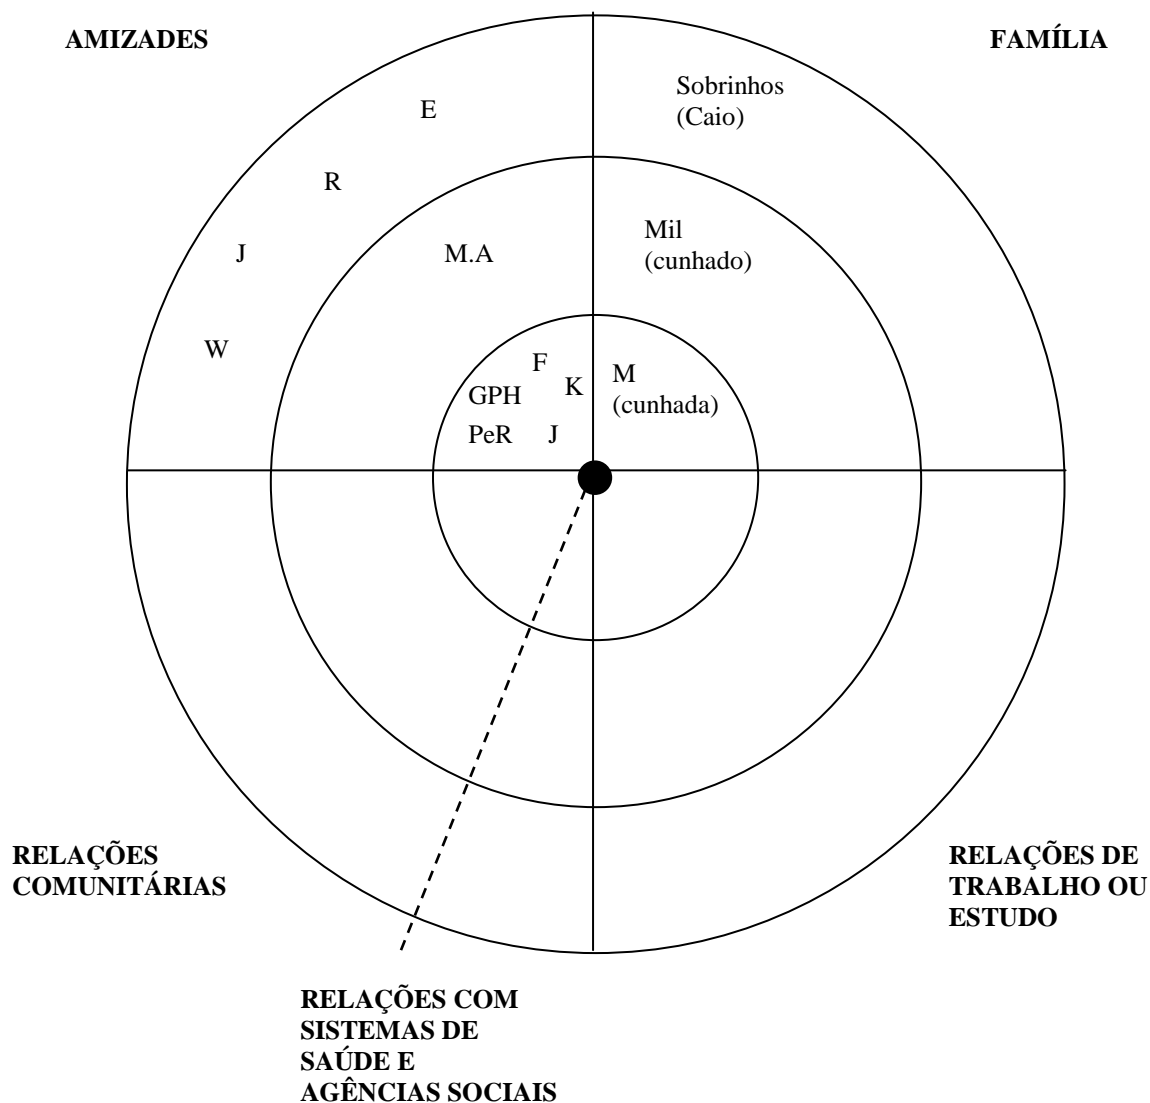 AMIZADES
FAMÍLIA
Sobrinhos
(Caio)
E
R
J
W
M.A
Mil
(cunhado)
F
K
GPH
PeR
J
M
(cunhada)
RELAÇÕES
COMUNITÁRIAS
RELAÇÕES DE
TRABALHO OU
ESTUDO
RELAÇÕES COM
SISTEMAS DE
SAÚDE E
AGÊNCIAS SOCIAIS